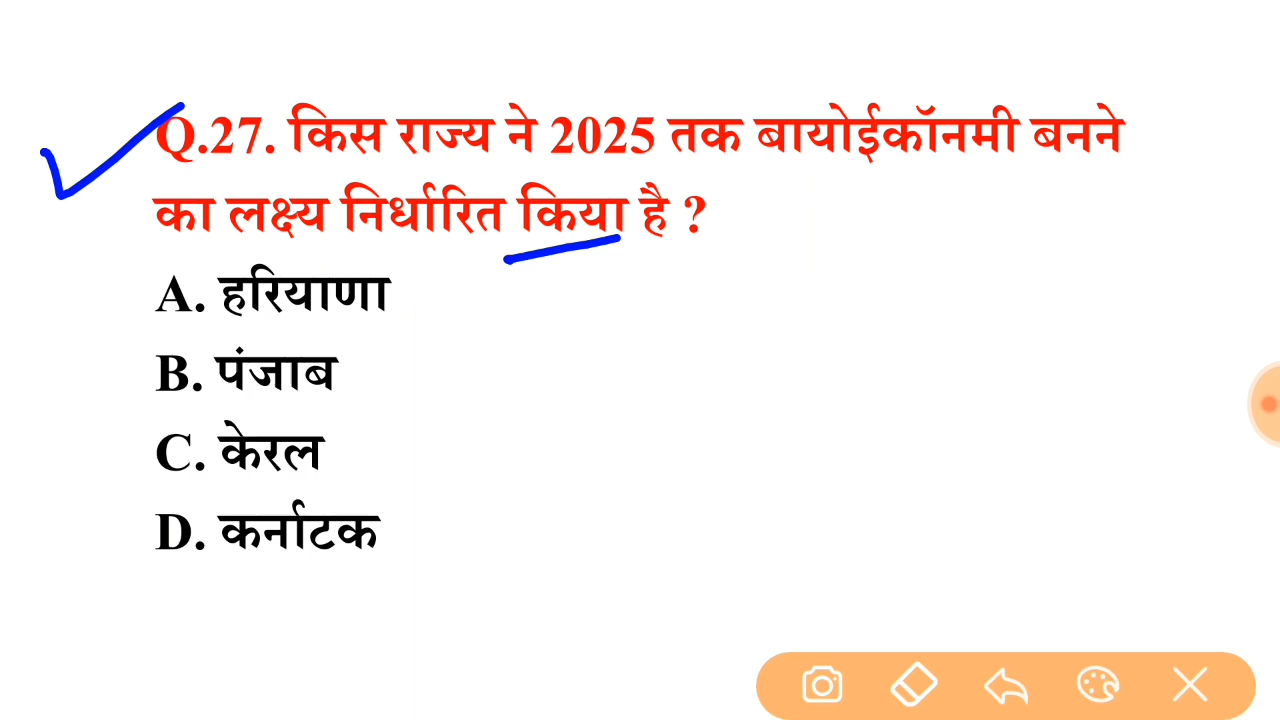 Q.27. किस राज्य ने 2025 तक बायोईकॉनमी बनने
का लक्ष्य निर्धारित किया है ?
A. हरियाणा
B. पंजाब
C. केरल
D. कर्नाटक